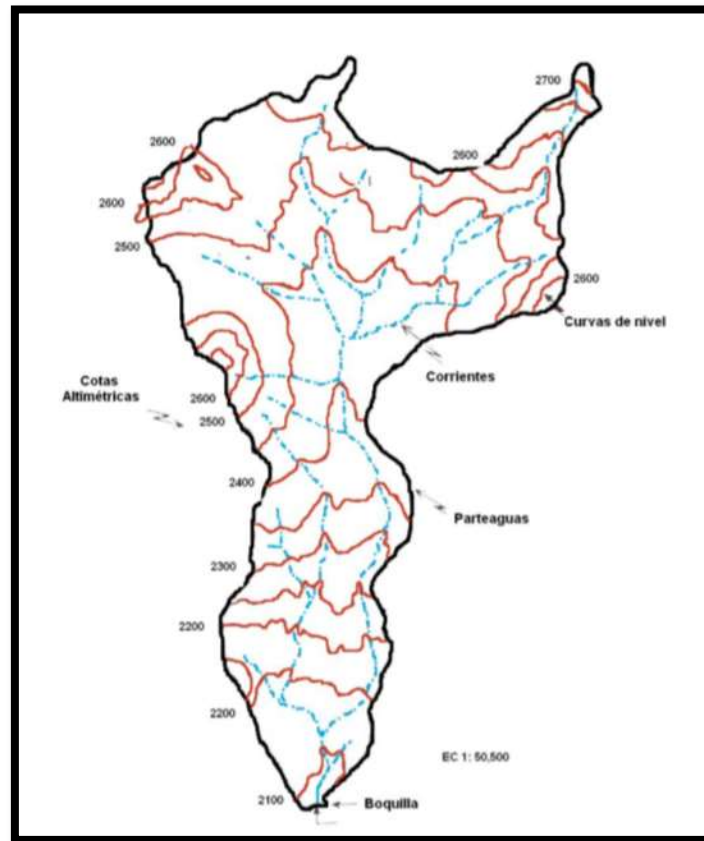 2700
2600
2600
2600
2500
2600
Curvas de nivel
Corrientes
Cotas
Altimétricas
2600
2500
2400
Parteaguas
2300
2200
2200
EC 1: 50,500
2100
Boquilla